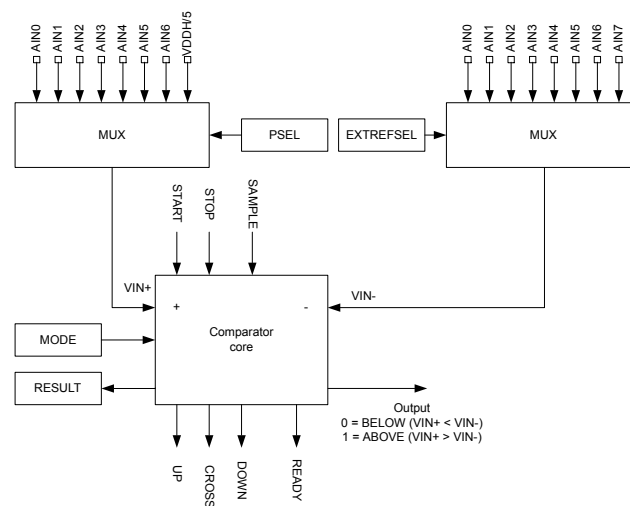 AIN0
AIN1
AIN2
AIN3
AIN4
AIN5
AIN6
VDDH/5
AIN0
AIN1
AIN2
AIN3
AIN4
AIN5
AIN6
AIN7
MUX
PSEL
EXTREFSEL
MUX
START
STOP
SAMPLE
VIN+
VIN-
+
-
Comparator
core
MODE
RESULT
Output
0 = BELOW (VIN+ < VIN-)
1 = ABOVE (VIN+ > VIN-)
UP
CROSS
DOWN
READY